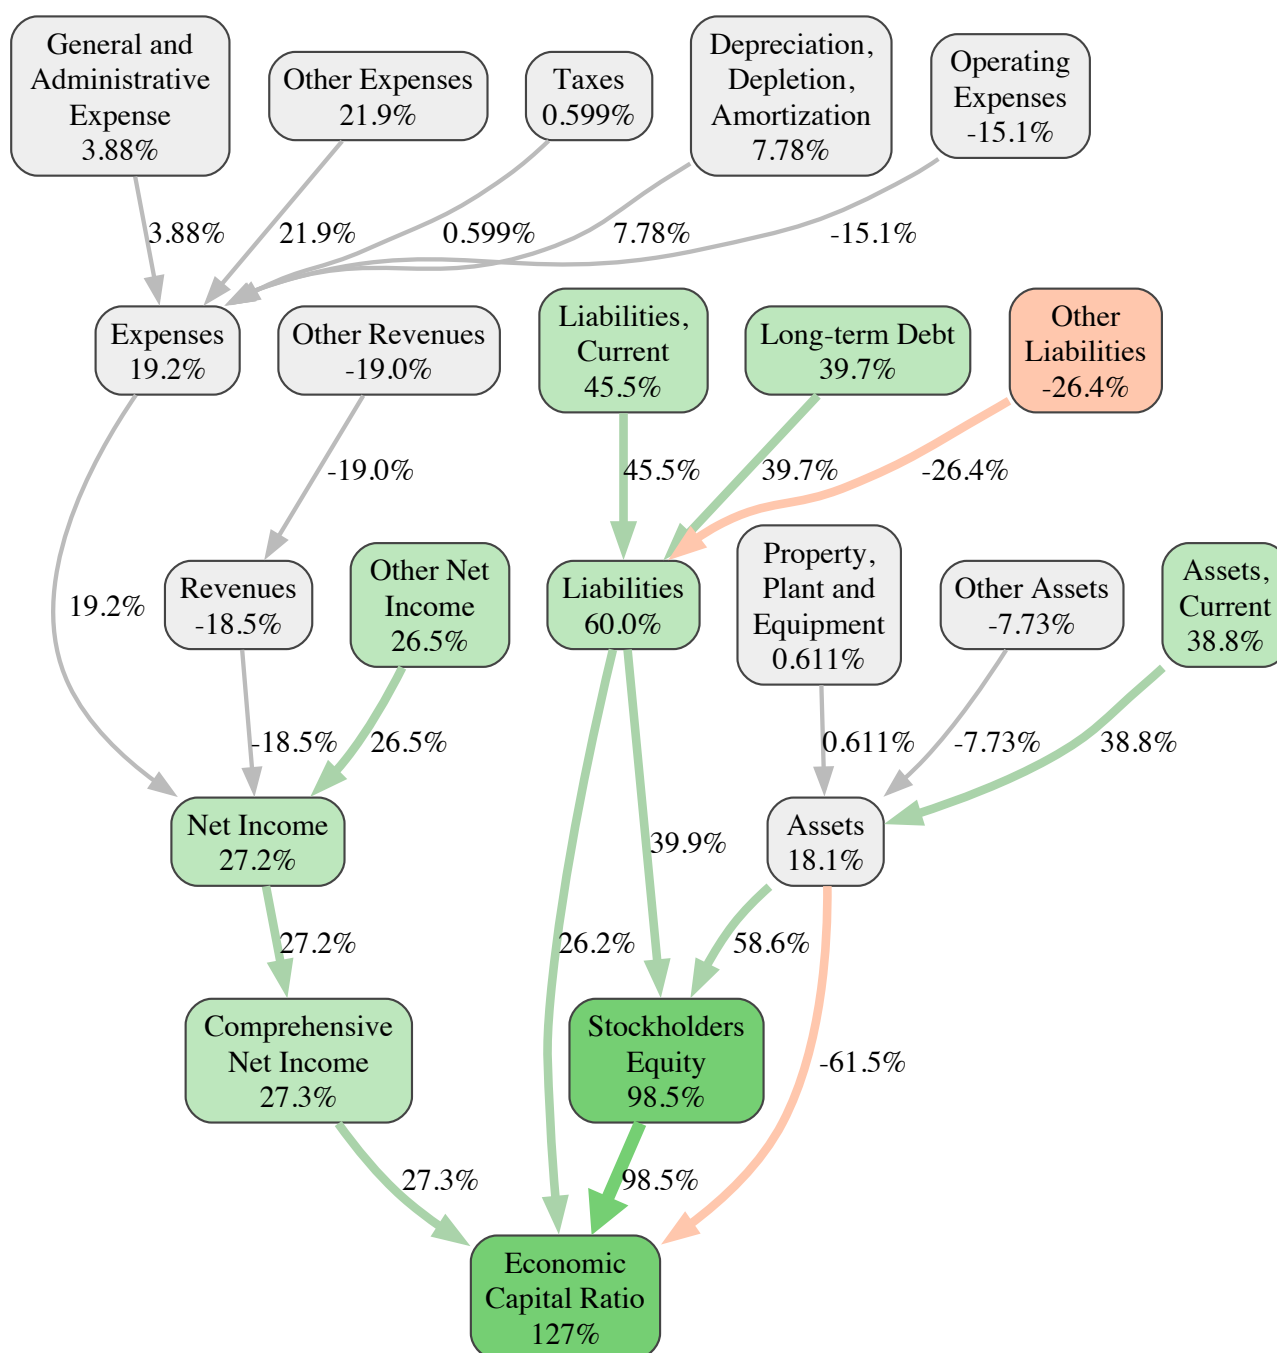 General and
Administrative
Expense
3.88%
Other Expenses
21.9%
Taxes
0.599%
Depreciation,
Depletion,
Amortization
7.78%
Operating
Expenses
-15.1%
3.88%
21.9%
0.599%
7.78%
-15.1%
Expenses
19.2%
Other Revenues
-19.0%
Liabilities,
Current
45.5%
Long-term Debt
39.7%
Other
Liabilities
-26.4%
-19.0%
45.5%
39.7%
-26.4%
19.2%
Revenues
-18.5%
Other Net
Income
26.5%
Liabilities
60.0%
Property,
Plant and
Equipment
0.611%
Other Assets
-7.73%
Assets,
Current
38.8%
-18.5%
26.5%
0.611%
-7.73%
38.8%
Net Income
27.2%
39.9%
Assets
18.1%
27.2%
26.2%
58.6%
Comprehensive
Net Income
27.3%
Stockholders
Equity
98.5%
-61.5%
27.3%
98.5%
Economic
Capital Ratio
127%